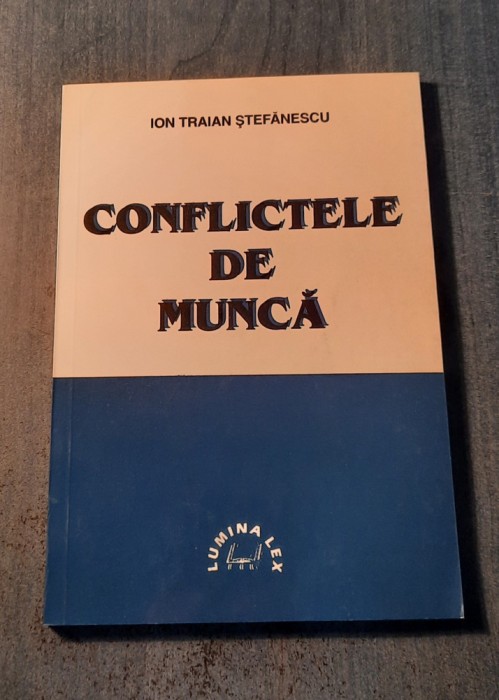 ION TRAIAN ŞTEFĂNESCU
CONFLICTELE
DE
MUNCĂ
LUMINA LEX